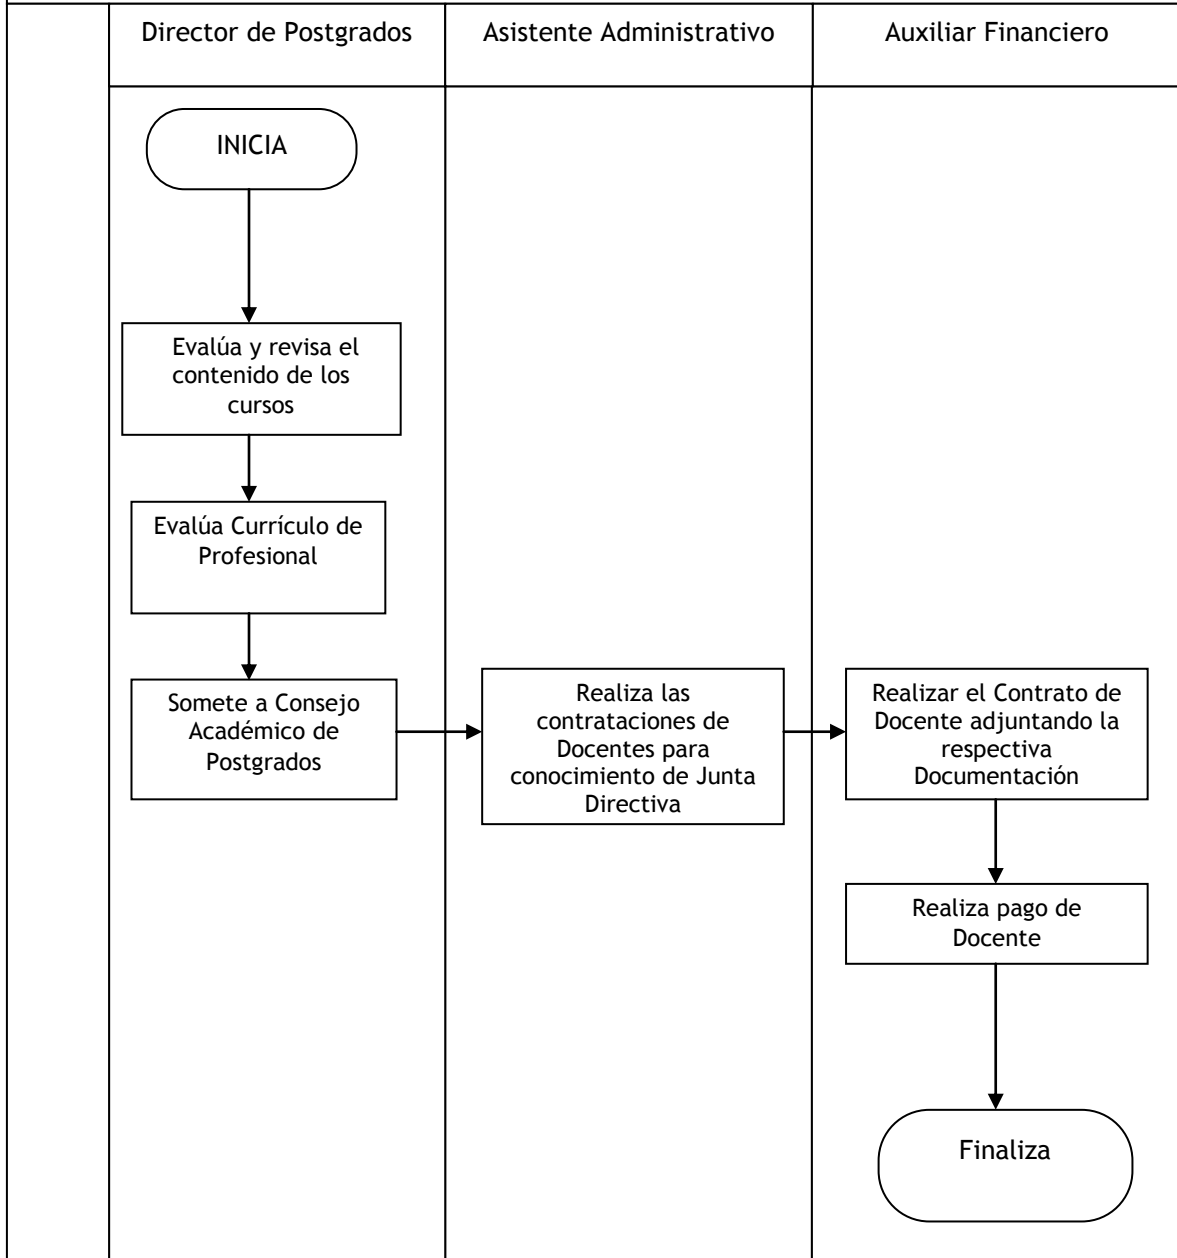 Director de Postgrados
Asistente Administrativo
Auxiliar Financiero
INICIA
Evalúa y revisa el
contenido de los
cursos
Evalúa Currículo de
Profesional
Somete a Consejo
Académico de
Postgrados
Realiza las
contrataciones de
Docentes para
conocimiento de Junta
Directiva
Realizar el Contrato de
Docente adjuntando la
respectiva
Documentación
Realiza pago de
Docente
Finaliza